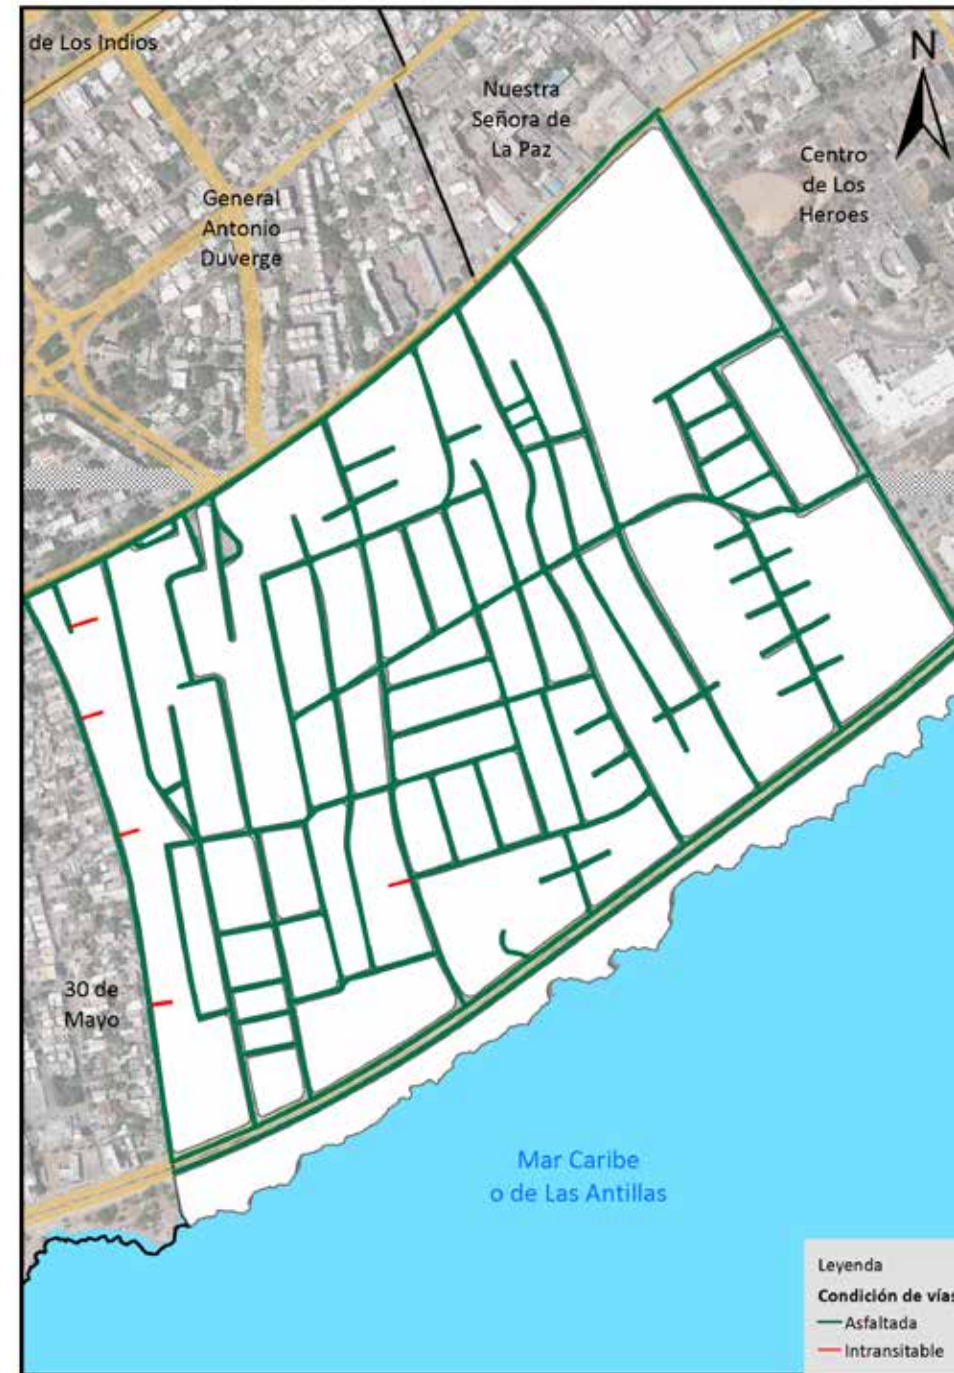 de Los Indios
N
Nuestra
Señora de
La Paz
Centro
de Los
Heroes
General
Antonio
Duverge
30 de
Mayo
Mar Caribe
o de Las Antillas
Leyenda
Condición de vías
Asfaltada
Intransitable